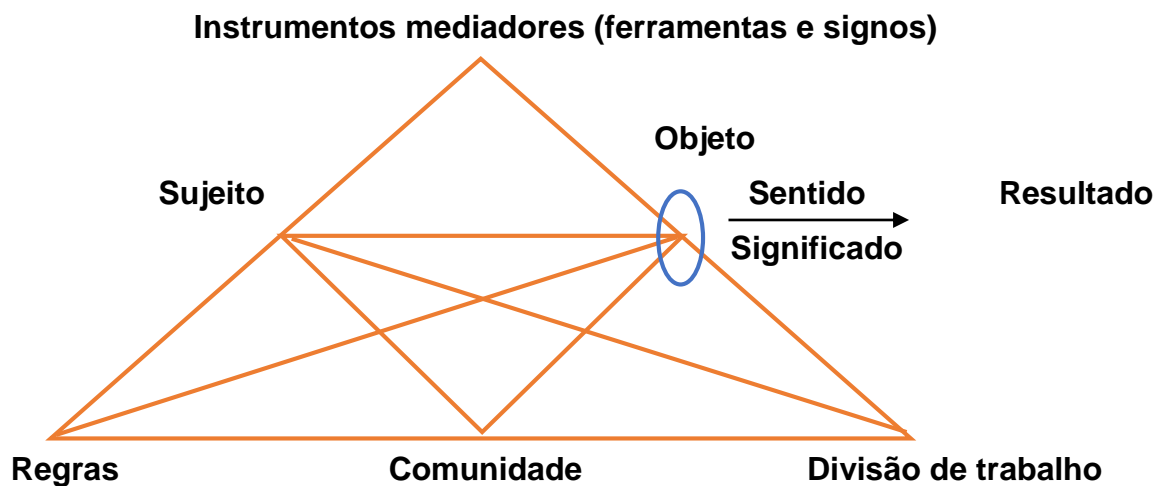 Instrumentos mediadores (ferramentas e signos)
Objeto
Sujeito
Sentido
Resultado
Significado
Regras
Comunidade
Divisão de trabalho